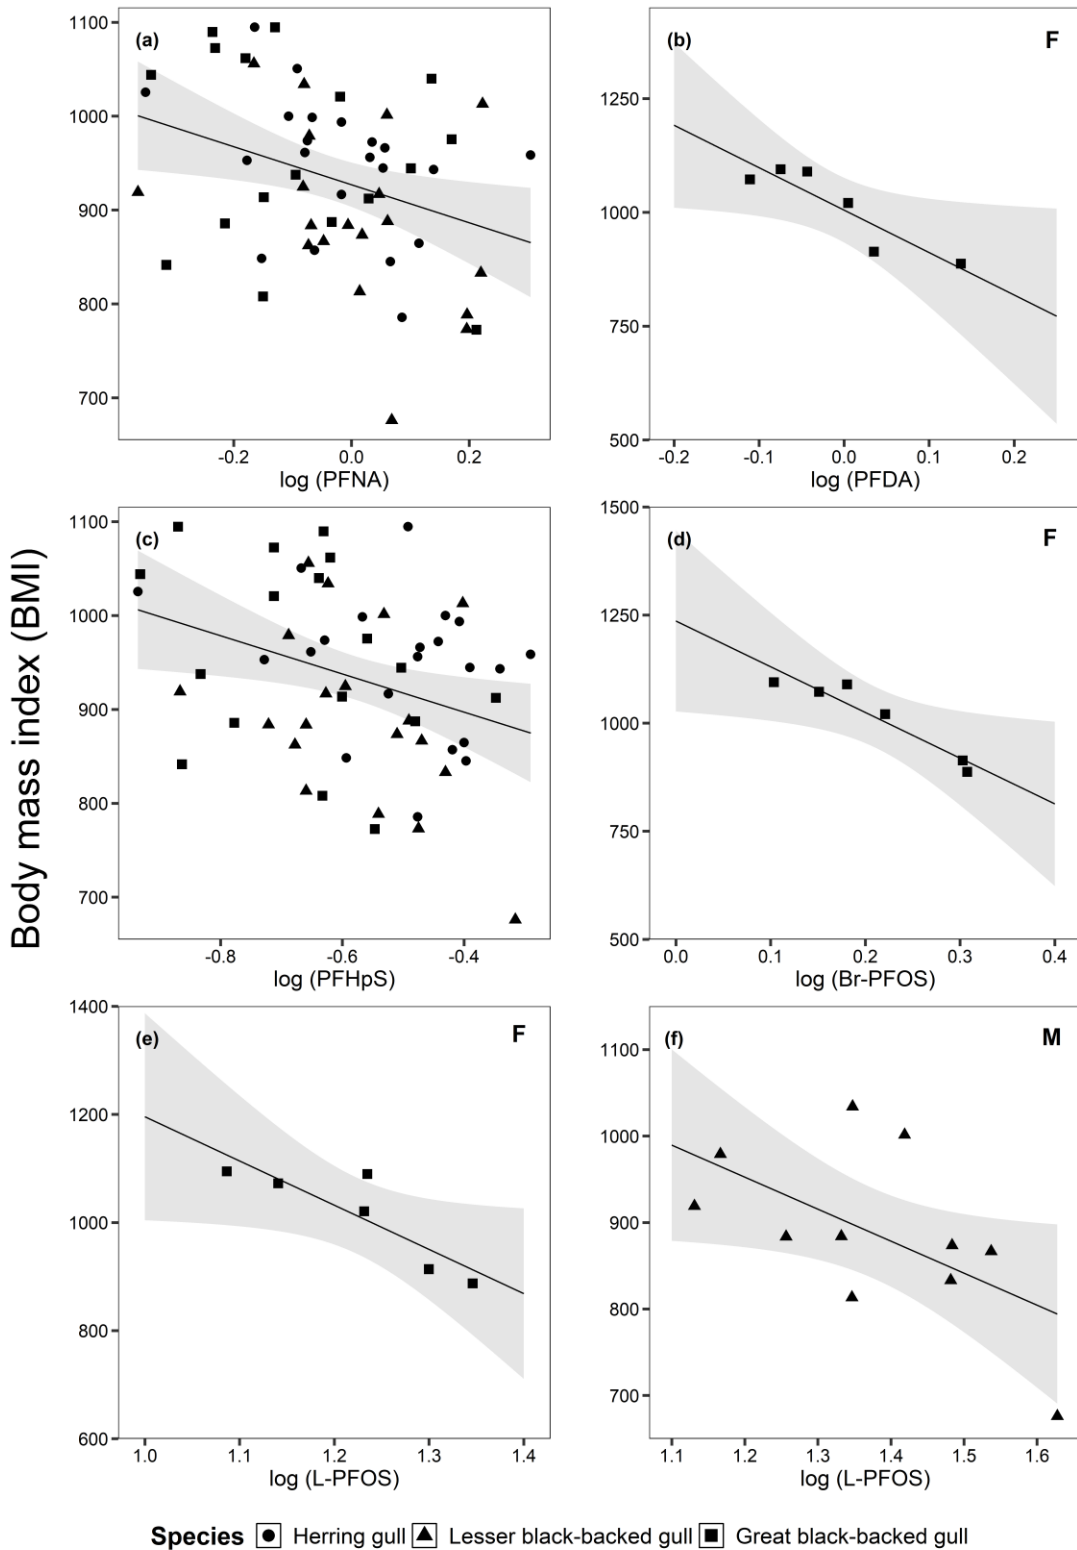 Body mass index (BMI)
(a)
1100
1000
900
800
700
-0.2 0.0 0.2
log (PFNA)
(b) F
1250
1000
750
500
-0.2 -0.1 0.0 0.1 0.2
log (PFDA)
(c)
1100
1000
900
800
700
-0.8 -0.6 -0.4
log (PFHpS)
(d) F
1500
1250
1000
750
500
0.0 0.1 0.2 0.3 0.4
log (Br-PFOS)
(e) F
1400
1200
1000
800
600
1.0 1.1 1.2 1.3 1.4
log (L-PFOS)
(f) M
1100
1000
900
800
700
1.1 1.2 1.3 1.4 1.5 1.6
log (L-PFOS)
Species Herring gull Lesser black-backed gull Great black-backed gull